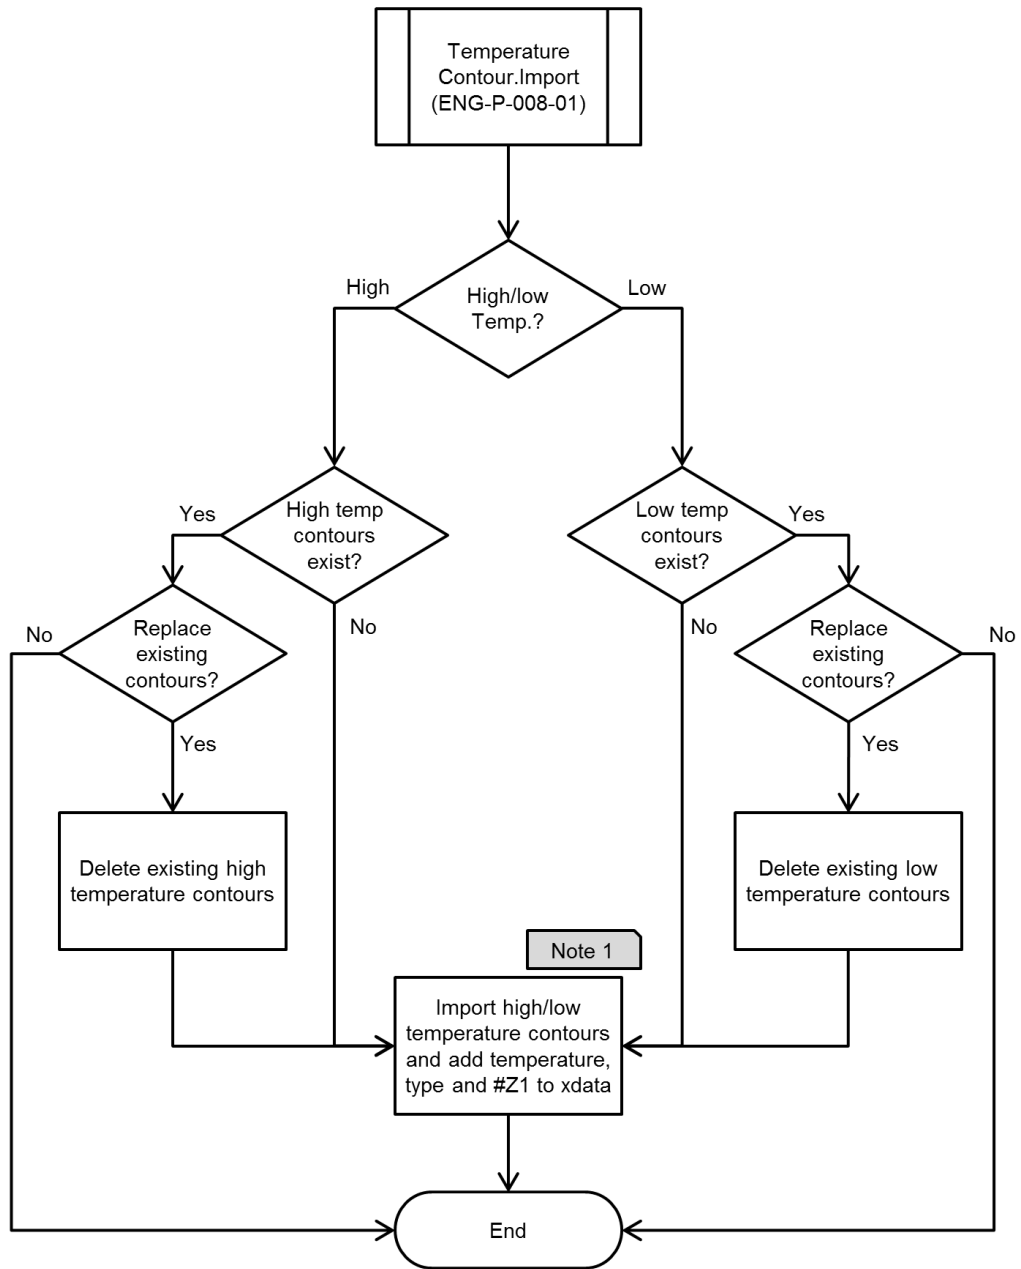 Temperature
Contour.Import
(ENG-P-008-01)
High
High/low
Temp.?
Low
Yes
High temp
contours
exist?
Low temp
contours
exist?
Yes
No
Replace
existing
contours?
No
No
Replace
existing
contours?
No
Yes
Yes
Delete existing high
temperature contours
Delete existing low
temperature contours
Note 1
Import high/low
temperature contours
and add temperature,
type and #Z1 to xdata
End